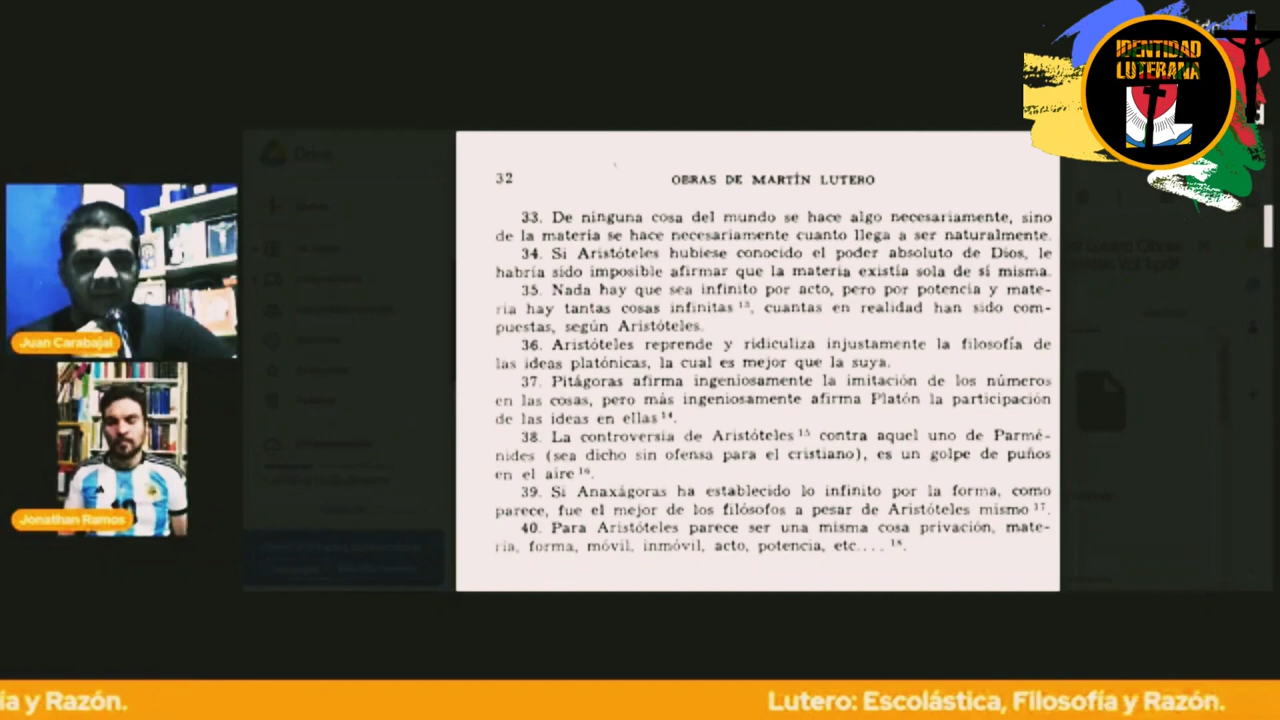 IDENTIDAD
LUTERANA
Drive
32
OBRAS DE MARTÍN LUTERO
33. De ninguna cosa del mundo se hace algo necesariamente, sino
de la materia se hace necesariamente cuanto llega a ser naturalmente.
34. Si Aristóteles hubiese conocido el poder absoluto de Dios, le
habría sido imposible afirmar que la materia existía sola de sí misma.
35. Nada hay que sea infinito por acto, pero por potencia y mate-
ria hay tantas cosas infinitas 13, cuantas en realidad han sido com-
puestas, según Aristóteles.
36. Aristóteles reprende y ridiculiza injustamente la filosofía de
las ideas platónicas, la cual es mejor que la suya.
37. Pitágoras afirma ingeniosamente la imitación de los números
en las cosas, pero más ingeniosamente afirma Platón la participación
de las ideas en ellas 14.
38. La controversia de Aristóteles 15 contra aquel uno de Parmé-
nides (sea dicho sin ofensa para el cristiano), es un golpe de puños
en el aire 16.
39. Si Anaxágoras ha establecido lo infinito por la forma, como
parece, fue el mejor de los filósofos a pesar de Aristóteles mismo 17.
40. Para Aristóteles parece ser una misma cosa privación, mate-
ria, forma, móvil, inmóvil, acto, potencia, etc.... 18.
Juan Carabajal
Jonathan Ramos
ía y Razón.
Lutero: Escolástica, Filosofía y Razón.